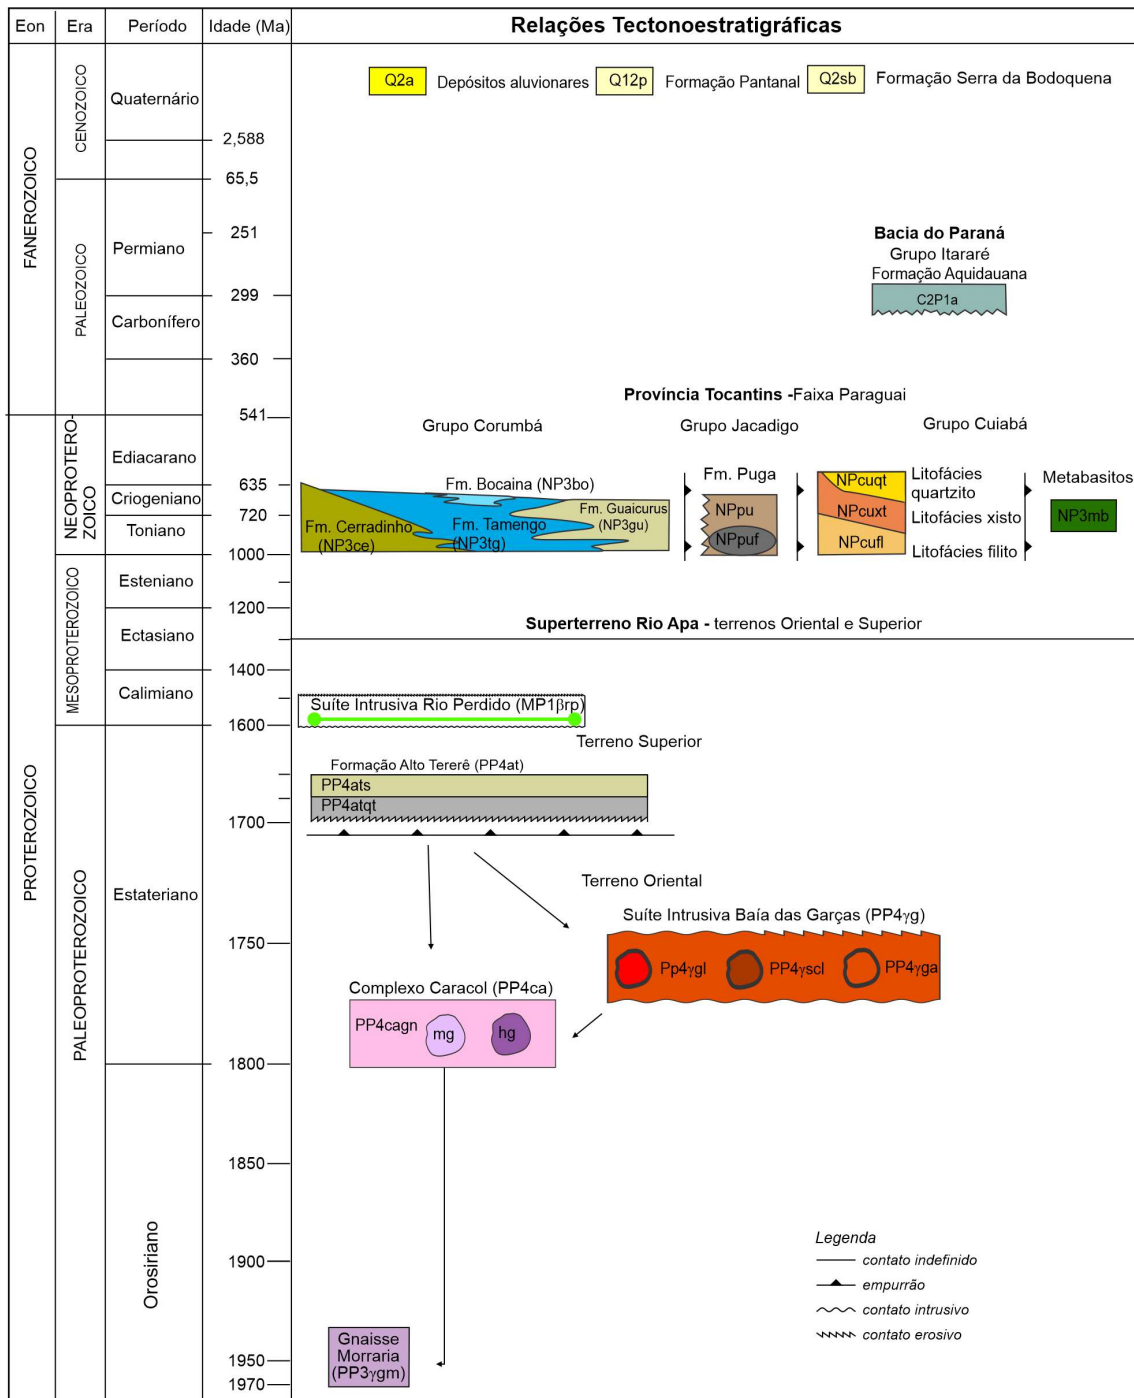 Eon Era Período Idade (Ma) Relações Tectonoestratigráficas
FANEROZOICO
PROTEROZOICO
CENOZOICO
PALEOZOICO
NEOPROTERO-
ZOICO
MESOPROTEROZOICO
PALEOPROTEROZOICO
Quaternário
Permiano
Carbonífero
Ediacarano
Criogeniano
Toniano
Esteniano
Ectasiano
Calimiano
Estateriano
Orosiriano
2,588
65,5
251
299
360
541
635
720
1000
1200
1400
1600
1700
1750
1800
1850
1900
1950
1970
Q2a Depósitos aluvionares Q12p Formação Pantanal Q2sb Formação Serra da Bodoquena
Bacia do Paraná
Grupo Itararé
Formação Aquidauana
C2P1a
Província Tocantins -Faixa Paraguai
Grupo Corumbá Grupo Jacadigo Grupo Cuiabá
Fm. Bocaina (NP3bo)
Fm. Cerradinho
(NP3ce)
Fm. Tamengo
(NP3tg)
Fm. Guaicurus
(NP3gu)
Fm. Puga
NPpu
NPpuf
NPcuqt
NPcuxt
NPcufl
Litofácies
quartzito
Litofácies xisto
Litofácies filito
Metabasitos
NP3mb
Superterreno Rio Apa - terrenos Oriental e Superior
Suíte Intrusiva Rio Perdido (MP1βrp)
Terreno Superior
Formação Alto Tererê (PP4at)
PP4ats
PP4atqt
Terreno Oriental
Suíte Intrusiva Baía das Garças (PP4γg)
Pp4γgl PP4γscl PP4γga
Complexo Caracol (PP4ca)
PP4cagn mg hg
Gnaisse
Morraria
(PP3γgm)
Legenda
contato indefinido
empurrão
contato intrusivo
contato erosivo